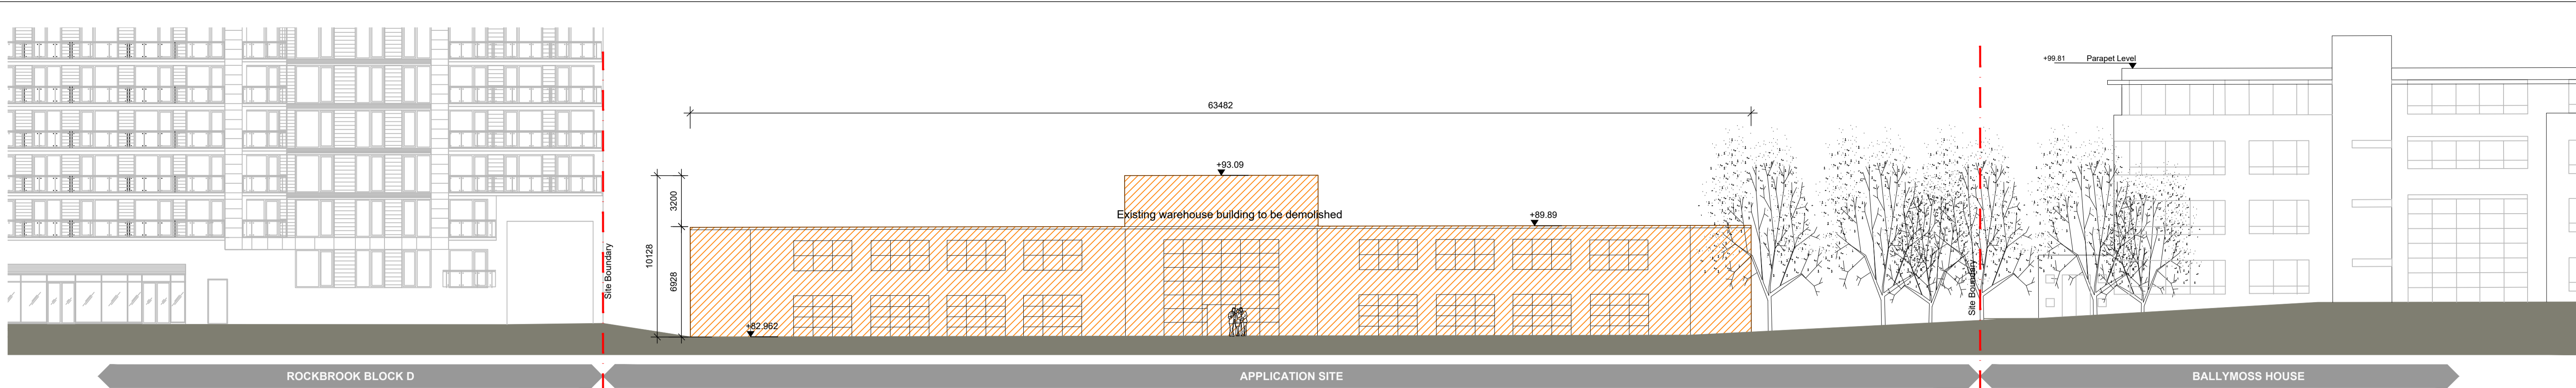 +99.81 Parapet Level
63482
+93.09
3200
Existing warehouse building to be demolished
+89.89
10128
6928
Site Boundary
Site Boundary
+82.962
ROCKBROOK BLOCK D
APPLICATION SITE
BALLYMOSS HOUSE